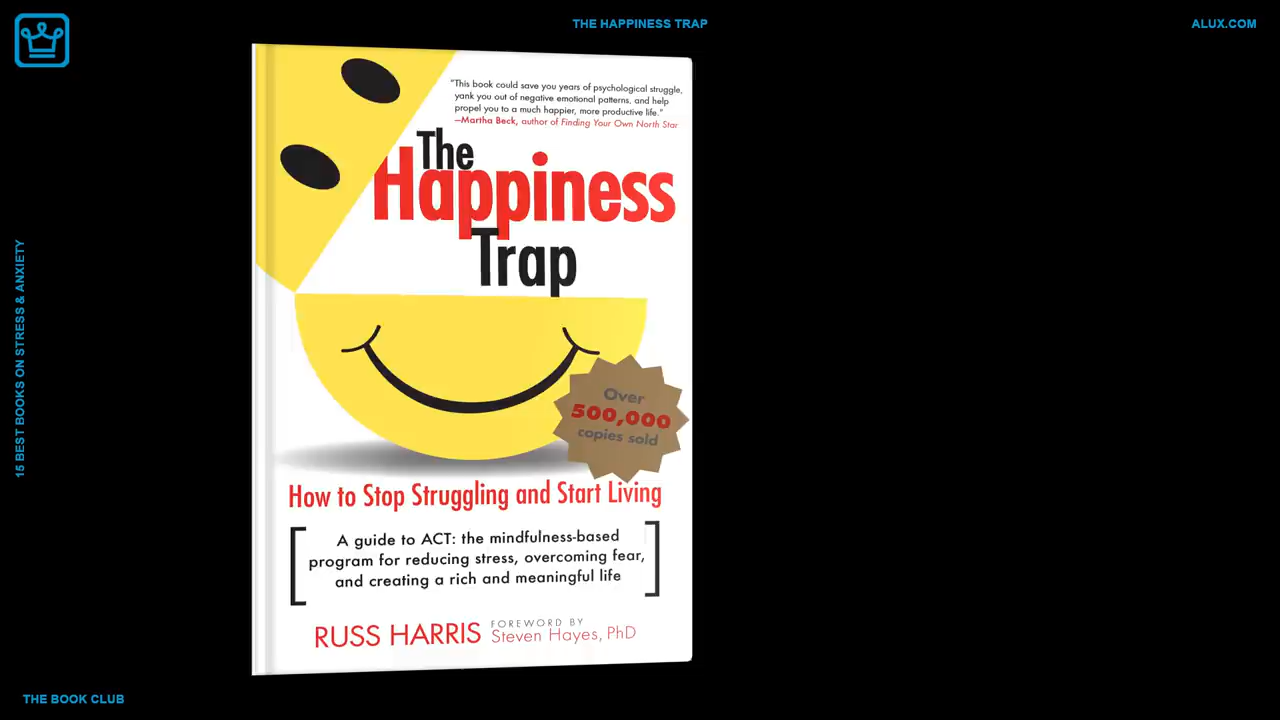 THE HAPPINESS TRAP
ALUX.COM
15 BEST BOOKS ON STRESS & ANXIETY
"This book could save you years of psychological struggle,
yank you out of negative emotional patterns, and help
propel you to a much happier, more productive life."
—Martha Beck, author of Finding Your Own North Star
The
Happiness
Trap
Over
500,000
copies sold
How to Stop Struggling and Start Living
A guide to ACT: the mindfulness-based
program for reducing stress, overcoming fear,
and creating a rich and meaningful life
RUSS HARRIS
FOREWORD BY
Steven Hayes, PhD
THE BOOK CLUB